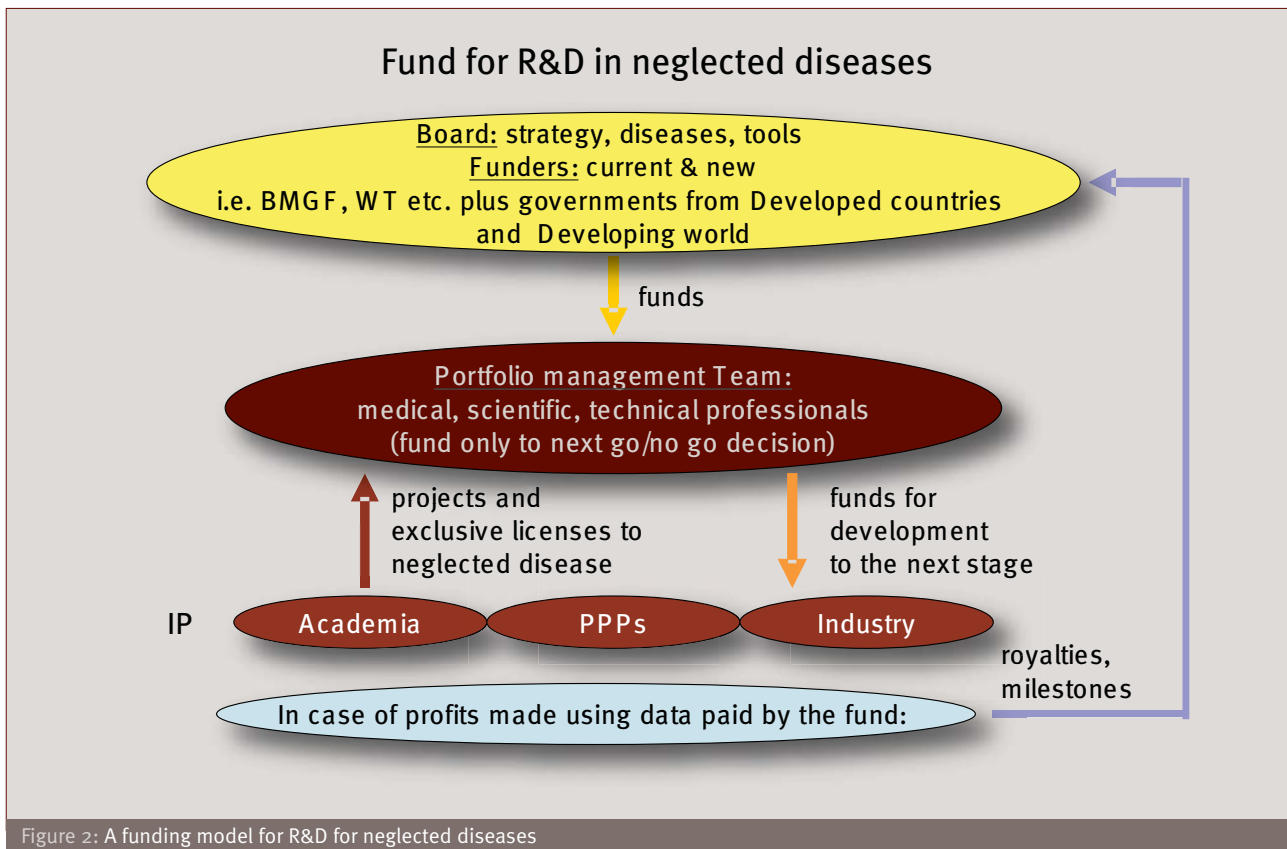 Fund for R&D in neglected diseases
Board: strategy, diseases, tools
Funders: current & new
i.e. BMGF, WT etc. plus governments from Developed countries
and Developing world
funds
Portfolio management Team:
medical, scientific, technical professionals
(fund only to next go/no go decision)
projects and
exclusive licenses to
neglected disease
funds for
development
to the next stage
IP
Academia
PPPs
Industry
royalties,
milestones
In case of profits made using data paid by the fund:
Figure 2: A funding model for R&D for neglected diseases